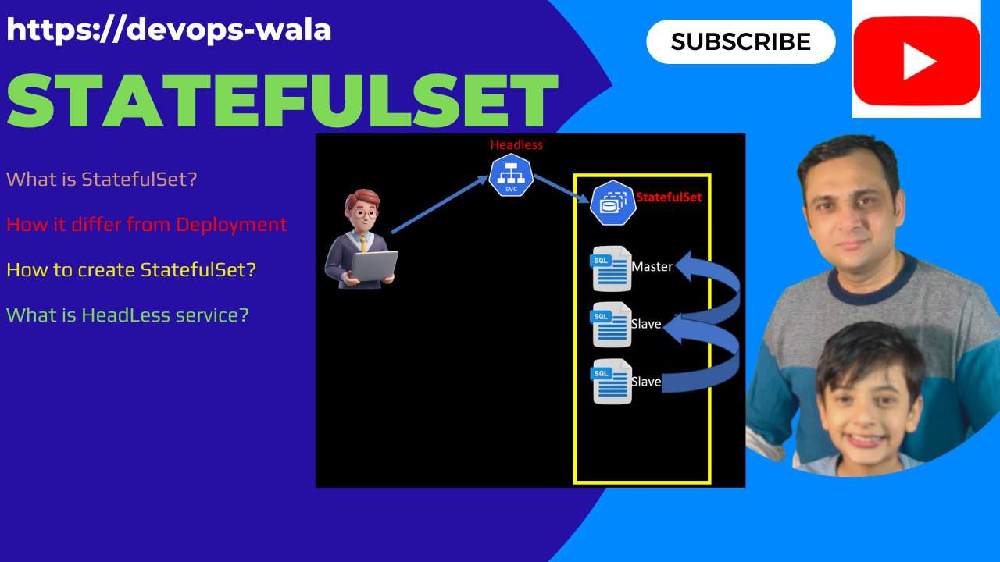 https://devops-wala
SUBSCRIBE
STATEFULSET
What is StatefulSet?
How it differ from Deployment
How to create StatefulSet?
What is HeadLess service?
Headless
svc
StatefulSet
SQL
Master
SQL
Slave
SQL
Slave